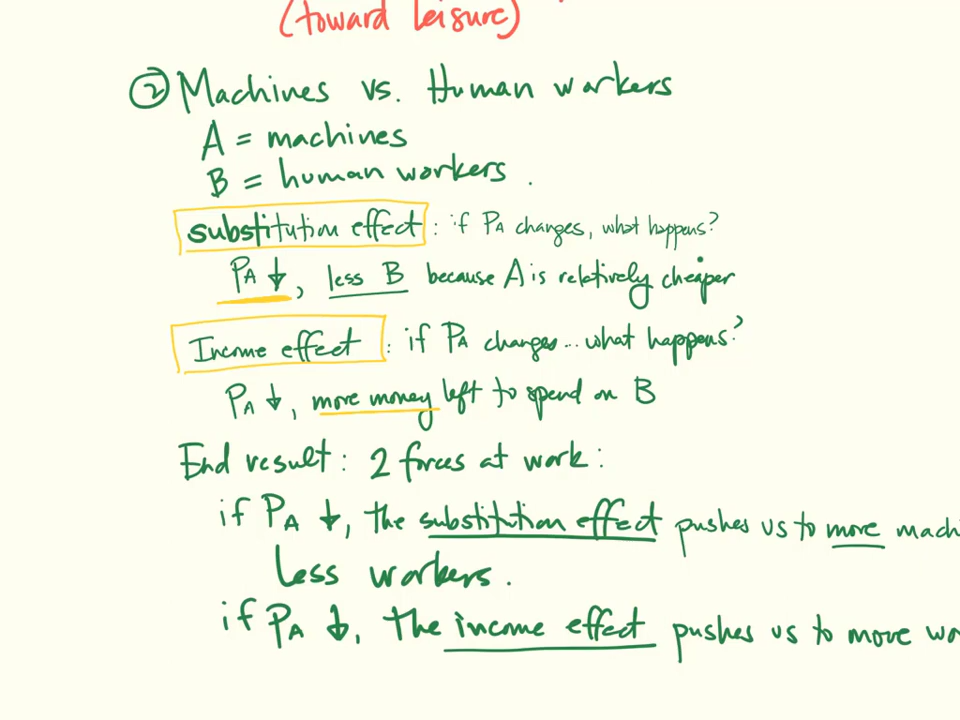 (toward leisure)
② Machines vs. Human workers
A = machines
B = human workers.
substitution effect: if PA changes, what happens?
PA ↓, less B because A is relatively cheaper
Income effect: if PA changes... what happens?
PA ↓, more money left to spend on B
End result: 2 forces at work:
if PA ↓, the substitution effect pushes us to more machi
Less workers.
if PA ↓, the income effect pushes us to more wo